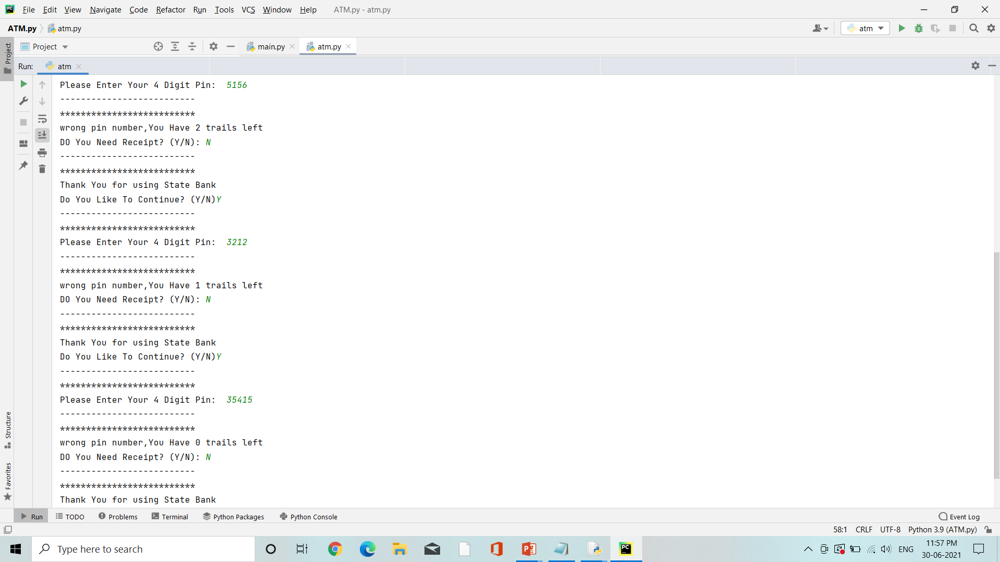 File Edit View Navigate Code Refactor Run Tools VCS Window Help ATM.py - atm.py
ATM.py atm.py atm
Project main.py atm.py
Project
Run: atm
Please Enter Your 4 Digit Pin: 5156
--------------------------
**************************
wrong pin number,You Have 2 trails left
DO You Need Receipt? (Y/N): N
--------------------------
**************************
Thank You for using State Bank
Do You Like To Continue? (Y/N)Y
--------------------------
**************************
Please Enter Your 4 Digit Pin: 3212
--------------------------
**************************
wrong pin number,You Have 1 trails left
DO You Need Receipt? (Y/N): N
--------------------------
**************************
Thank You for using State Bank
Do You Like To Continue? (Y/N)Y
--------------------------
**************************
Please Enter Your 4 Digit Pin: 35415
--------------------------
**************************
wrong pin number,You Have 0 trails left
DO You Need Receipt? (Y/N): N
--------------------------
**************************
Thank You for using State Bank
Structure
Favorites
Run TODO Problems Terminal Python Packages Python Console Event Log
58:1 CRLF UTF-8 Python 3.9 (ATM.py)
Type here to search
ENG
11:57 PM
30-06-2021